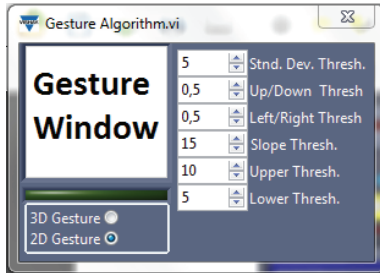 Gesture Algorithm.vi
Gesture
Window
5 Stnd. Dev. Thresh.
0,5 Up/Down Thresh
0,5 Left/Right Thresh
15 Slope Thresh.
10 Upper Thresh.
5 Lower Thresh.
3D Gesture
2D Gesture